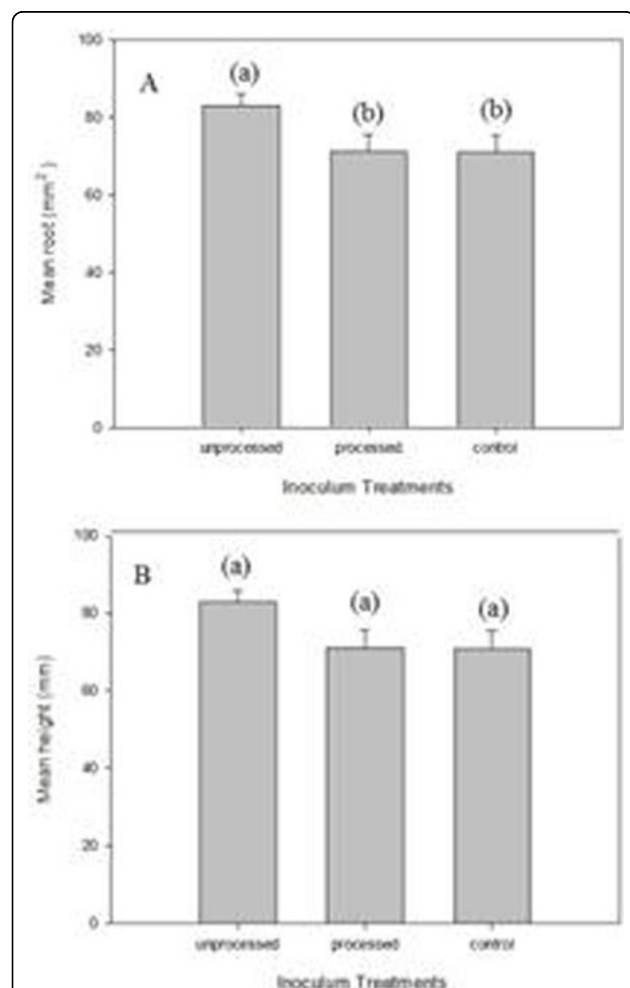 100
A
(a)
(b)
(b)
80
60
40
20
0
Mean root (mm²)
unprocessed processed control
Inoculum Treatments
100
B
(a)
(a)
(a)
80
60
40
20
0
Mean height (mm)
unprocessed processed control
Inoculum Treatments